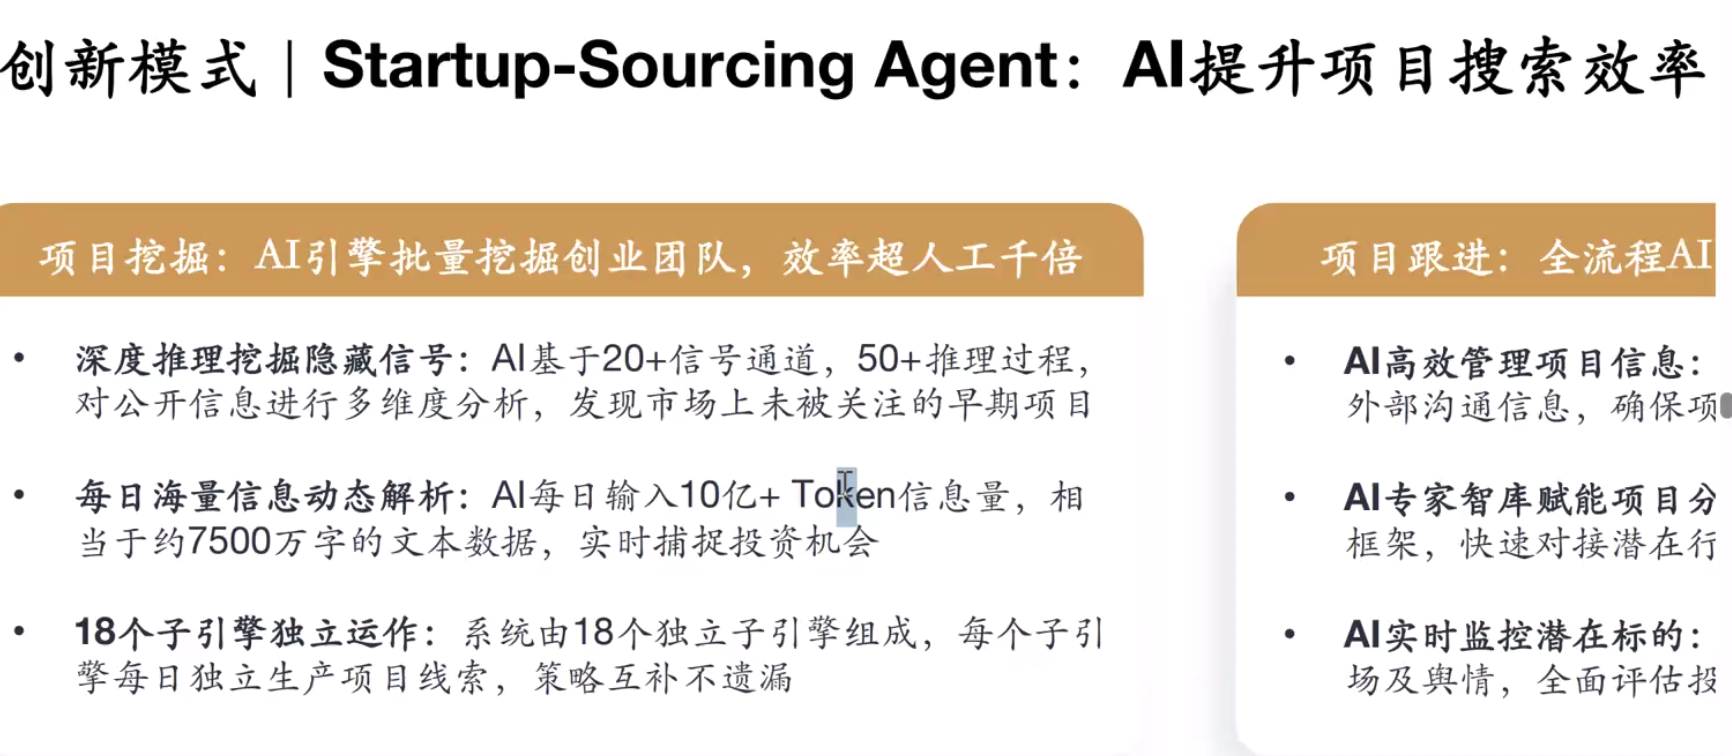 创新模式｜Startup-Sourcing Agent：AI提升项目搜索效率
项目挖掘：AI引擎批量挖掘创业团队，效率超人工千倍
• 深度推理挖掘隐藏信号：AI基于20+信号通道，50+推理过程，
对公开信息进行多维度分析，发现市场上未被关注的早期项目
• 每日海量信息动态解析：AI每日输入10亿+ Token信息量，相
当于约7500万字的文本数据，实时捕捉投资机会
• 18个子引擎独立运作：系统由18个独立子引擎组成，每个子引
擎每日独立生产项目线索，策略互补不遗漏
项目跟进：全流程AI
• AI高效管理项目信息：
外部沟通信息，确保项
• AI专家智库赋能项目分
框架，快速对接潜在行
• AI实时监控潜在标的：
场及舆情，全面评估投